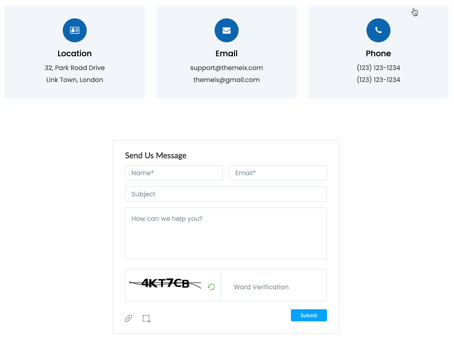 Location
32, Park Road Drive
Link Town, London
Email
support@themeix.com
themeix@gmail.com
Phone
(123) 123-1234
(123) 123-1234
Send Us Message
Name*
Email*
Subject
How can we help you?
4KT7CB
Word Verification
Submit